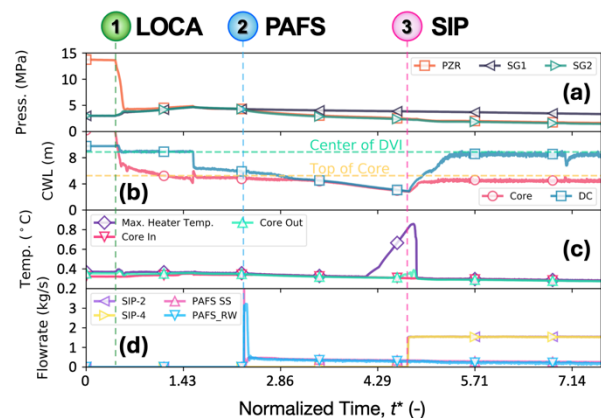 1 LOCA 2 PAFS 3 SIP
Press. (MPa)
15
10
5
0
PZR SG1 SG2
(a)
CWL (m)
9
6
3
0
Center of DVI
Top of Core
(b)
Core DC
Temp. (°C)
0.8
0.6
0.4
0.2
Max. Heater Temp. Core Out
Core In
(c)
Flowrate (kg/s)
3
2
1
0
SIP-2 PAFS SS
SIP-4 PAFS_RW
(d)
0 1.43 2.86 4.29 5.71 7.14
Normalized Time, t* (-)